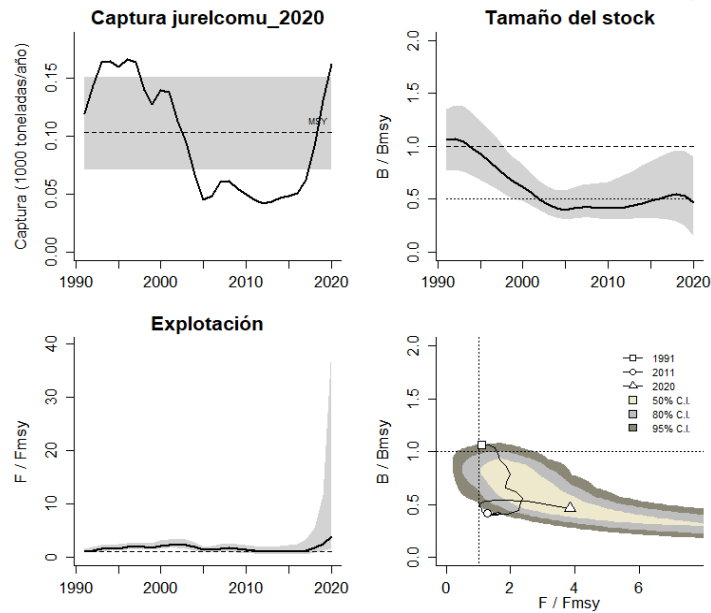 Captura jurelcomu_2020
Captura (1000 toneladas/año)
0.00 0.05 0.10 0.15
MSY
1990 2000 2010 2020
Tamaño del stock
B / Bmsy
0.0 0.5 1.0 1.5 2.0
1990 2000 2010 2020
Explotación
F / Fmsy
0 10 20 30 40
1990 2000 2010 2020
B / Bmsy
0.0 0.5 1.0 1.5 2.0
1991
2011
2020
50% C.I.
80% C.I.
95% C.I.
0 2 4 6
F / Fmsy